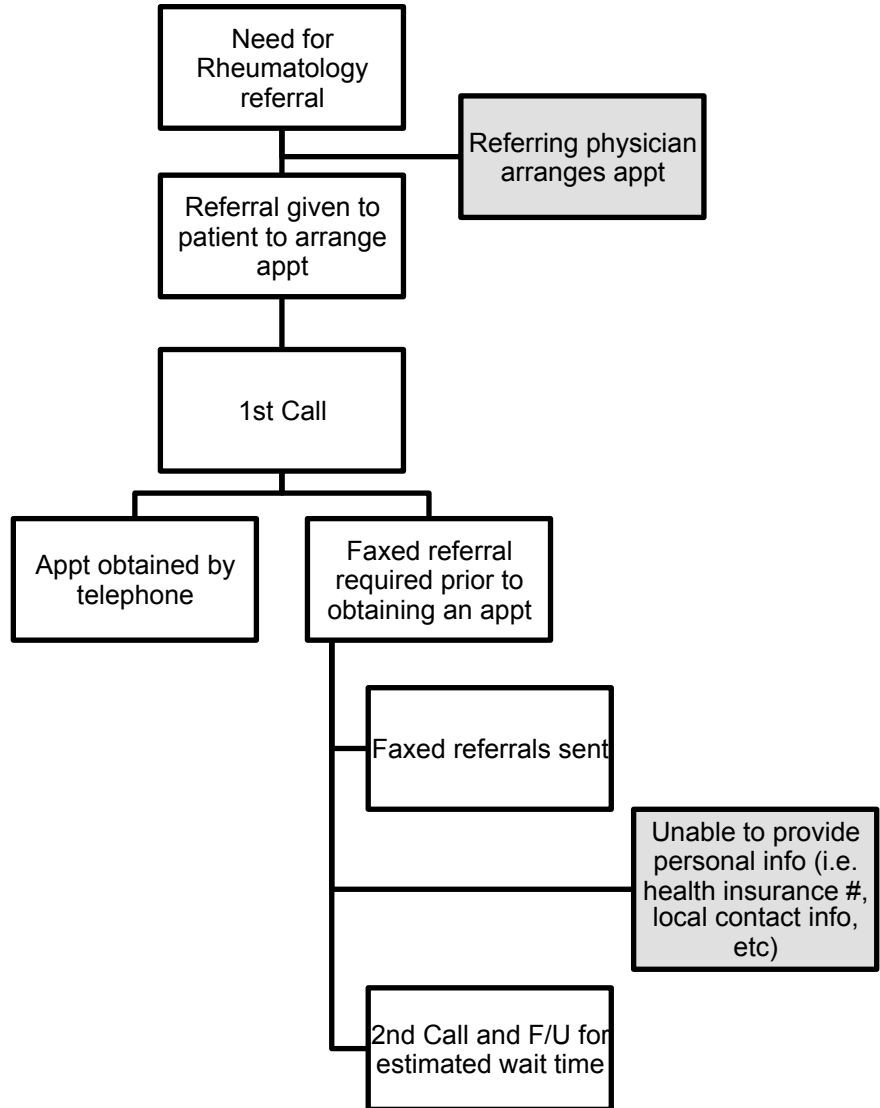 Need for
Rheumatology
referral
Referring physician
arranges appt
Referral given to
patient to arrange
appt
1st Call
Appt obtained by
telephone
Faxed referral
required prior to
obtaining an appt
Faxed referrals sent
Unable to provide
personal info (i.e.
health insurance #,
local contact info,
etc)
2nd Call and F/U for
estimated wait time